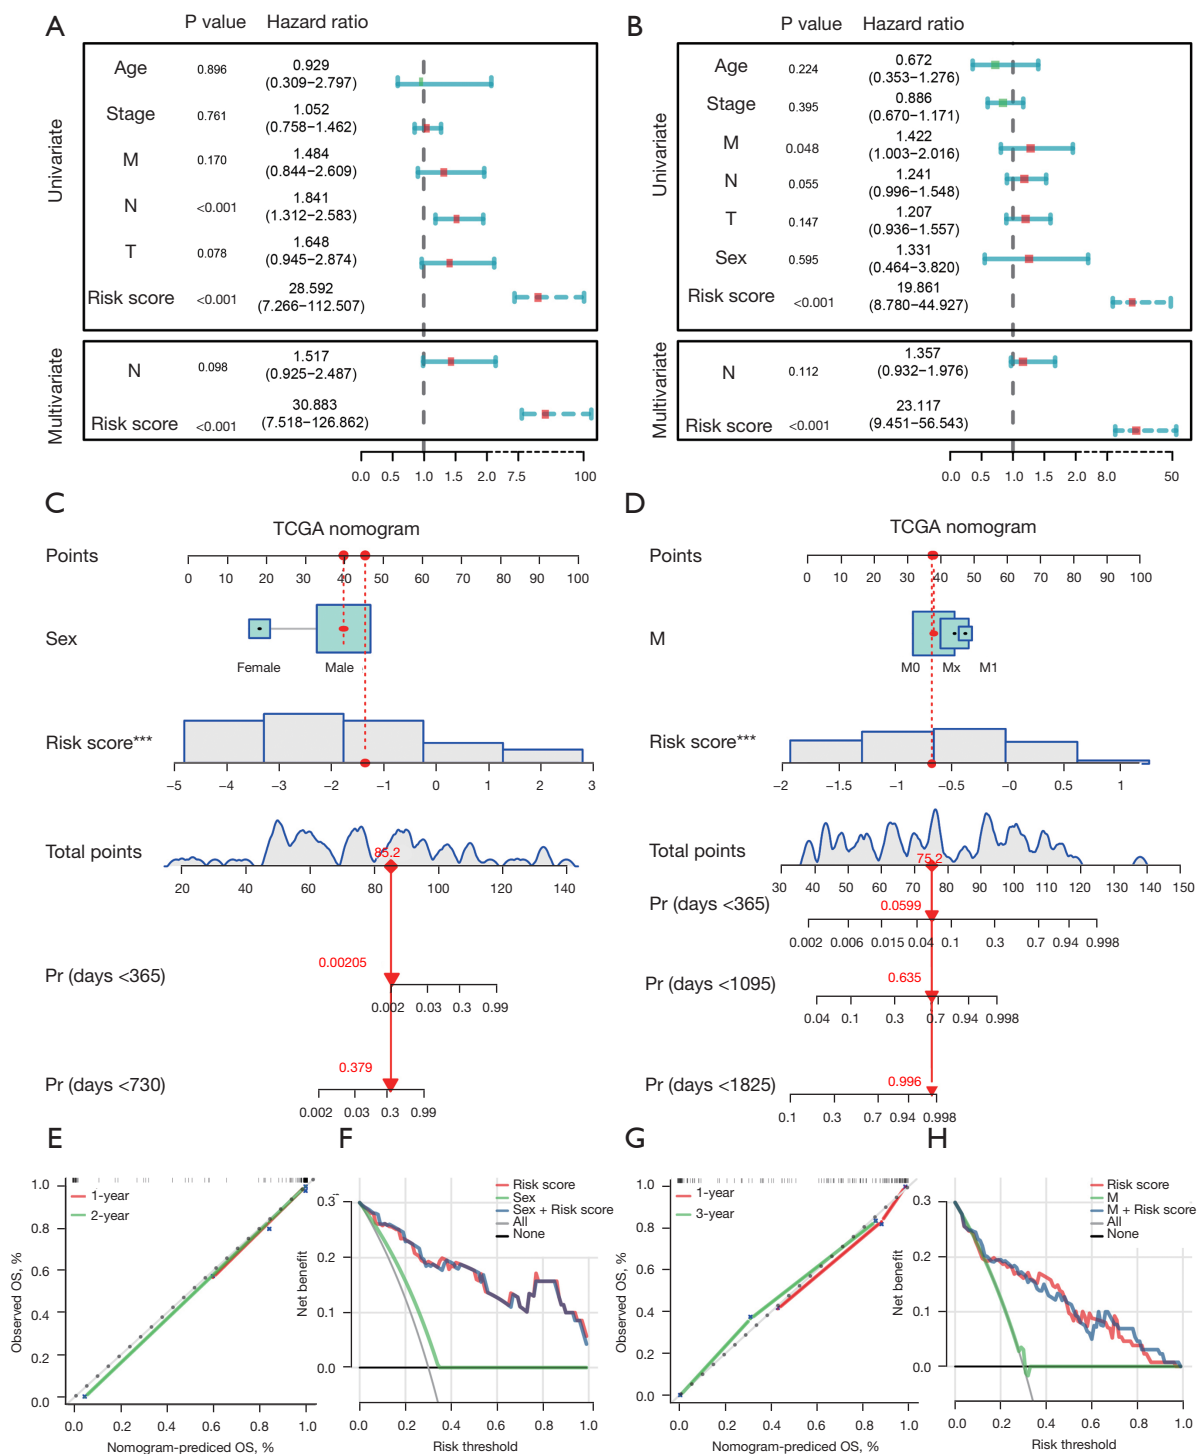 A
P value Hazard ratio
Univariate
Age 0.896 0.929 (0.309–2.797)
Stage 0.761 1.052 (0.758–1.462)
M 0.170 1.484 (0.844–2.609)
N <0.001 1.841 (1.312–2.583)
T 0.078 1.648 (0.945–2.874)
Risk score <0.001 28.592 (7.266–112.507)
Multivariate
N 0.098 1.517 (0.925–2.487)
Risk score <0.001 30.883 (7.518–126.862)
0.0 0.5 1.0 1.5 2.0 7.5 100
B
P value Hazard ratio
Univariate
Age 0.224 0.672 (0.353–1.276)
Stage 0.395 0.886 (0.670–1.171)
M 0.048 1.422 (1.003–2.016)
N 0.055 1.241 (0.996–1.548)
T 0.147 1.207 (0.936–1.557)
Sex 0.595 1.331 (0.464–3.820)
Risk score <0.001 19.861 (8.780–44.927)
Multivariate
N 0.112 1.357 (0.932–1.976)
Risk score <0.001 23.117 (9.451–56.543)
0.0 0.5 1.0 1.5 2.0 8.0 50
C
TCGA nomogram
Points
0 10 20 30 40 50 60 70 80 90 100
Sex
Female Male
Risk score***
−5 −4 −3 −2 −1 0 1 2 3
Total points
85.2
20 40 60 80 100 120 140
Pr (days <365)
0.00205
0.002 0.03 0.3 0.99
Pr (days <730)
0.379
0.002 0.03 0.3 0.99
D
TCGA nomogram
Points
0 10 20 30 40 50 60 70 80 90 100
M
M0 Mx M1
Risk score***
−2 −1.5 −1 −0.5 −0 0.5 1
Total points
75.2
30 40 50 60 70 80 90 100 110 120 130 140 150
Pr (days <365)
0.0599
0.002 0.006 0.015 0.04 0.1 0.3 0.7 0.94 0.998
Pr (days <1095)
0.635
0.04 0.1 0.3 0.7 0.94 0.998
Pr (days <1825)
0.996
0.1 0.3 0.7 0.94 0.998
E
Observed OS, %
1.0
0.8
0.6
0.4
0.2
0.0
1-year
2-year
0.0 0.2 0.4 0.6 0.8 1.0
Nomogram-prediced OS, %
F
Net benefit
0.3
0.2
0.1
0.0
Risk score
Sex
Sex + Risk score
All
None
0.0 0.2 0.4 0.6 0.8 1.0
Risk threshold
G
Observed OS, %
1.0
0.8
0.6
0.4
0.2
0.0
1-year
3-year
0.0 0.2 0.4 0.6 0.8 1.0
Nomogram-prediced OS, %
H
Net benefit
0.3
0.2
0.1
0.0
Risk score
M
M + Risk score
All
None
0.0 0.2 0.4 0.6 0.8 1.0
Risk threshold